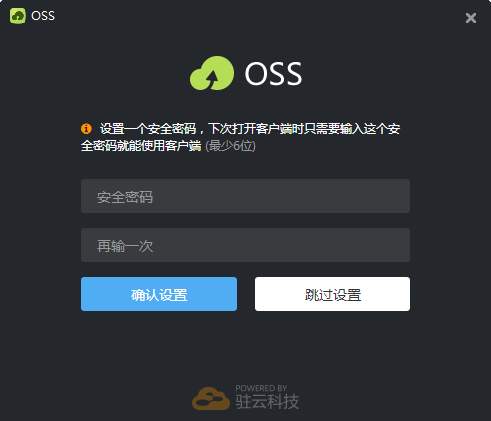 OSS
OSS
设置一个安全密码，下次打开客户端时只需要输入这个安
全密码就能使用客户端 (最少6位)
安全密码
再输一次
确认设置
跳过设置
POWERED BY
驻云科技